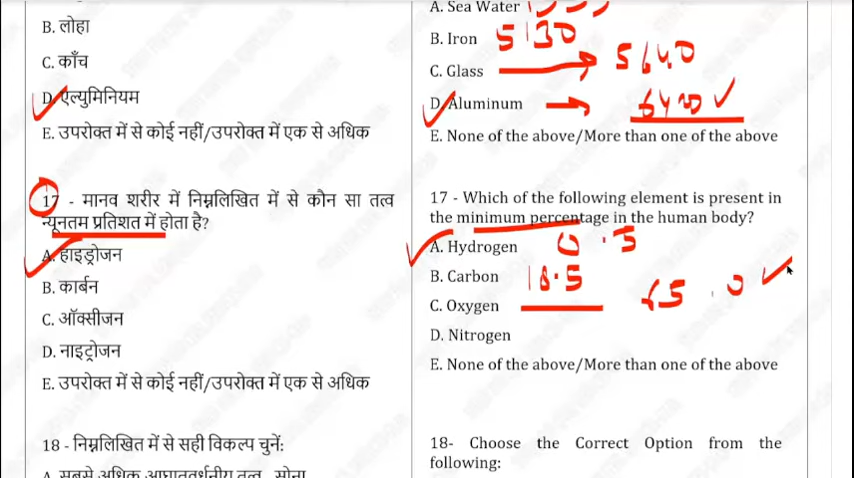 B. लोहा
C. काँच
D. ऐल्युमिनियम
E. उपरोक्त में से कोई नहीं/उपरोक्त में एक से अधिक
17 - मानव शरीर में निम्नलिखित में से कौन सा तत्व
न्यूनतम प्रतिशत में होता है?
A. हाइड्रोजन
B. कार्बन
C. ऑक्सीजन
D. नाइट्रोजन
E. उपरोक्त में से कोई नहीं/उपरोक्त में एक से अधिक
18 - निम्नलिखित में से सही विकल्प चुनें:
A. Sea Water
B. Iron 5130
C. Glass 5640
D. Aluminum 6420
E. None of the above/More than one of the above
17 - Which of the following element is present in
the minimum percentage in the human body?
A. Hydrogen 0.5
B. Carbon 18.5
C. Oxygen 65.0
D. Nitrogen
E. None of the above/More than one of the above
18- Choose the Correct Option from the
following: